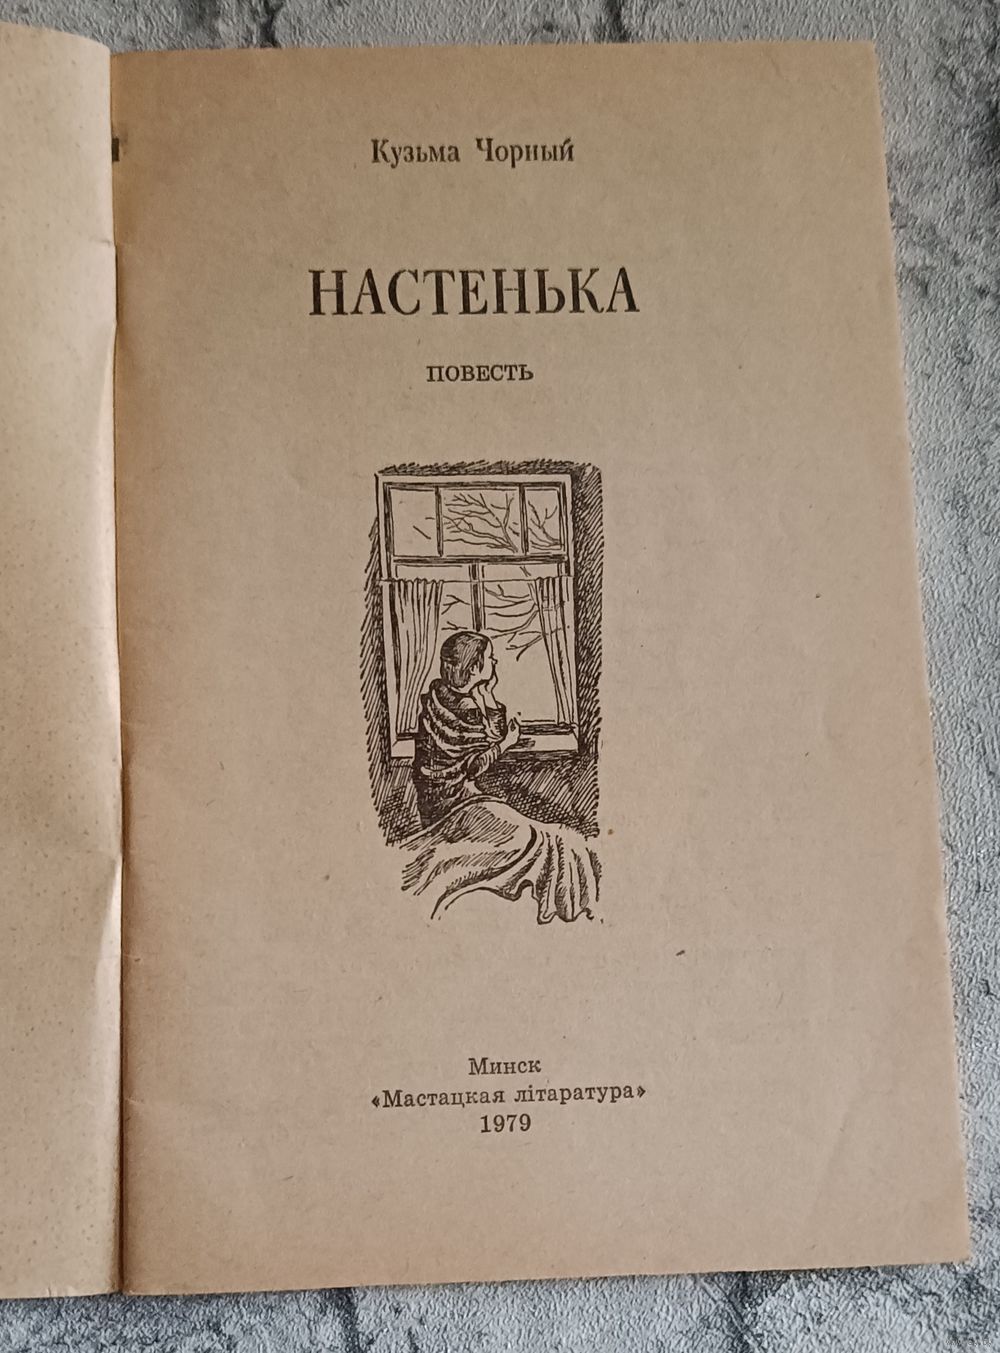 Кузьма Чорный
НАСТЕНЬКА
ПОВЕСТЬ
Минск
«Мастацкая літаратура»
1979